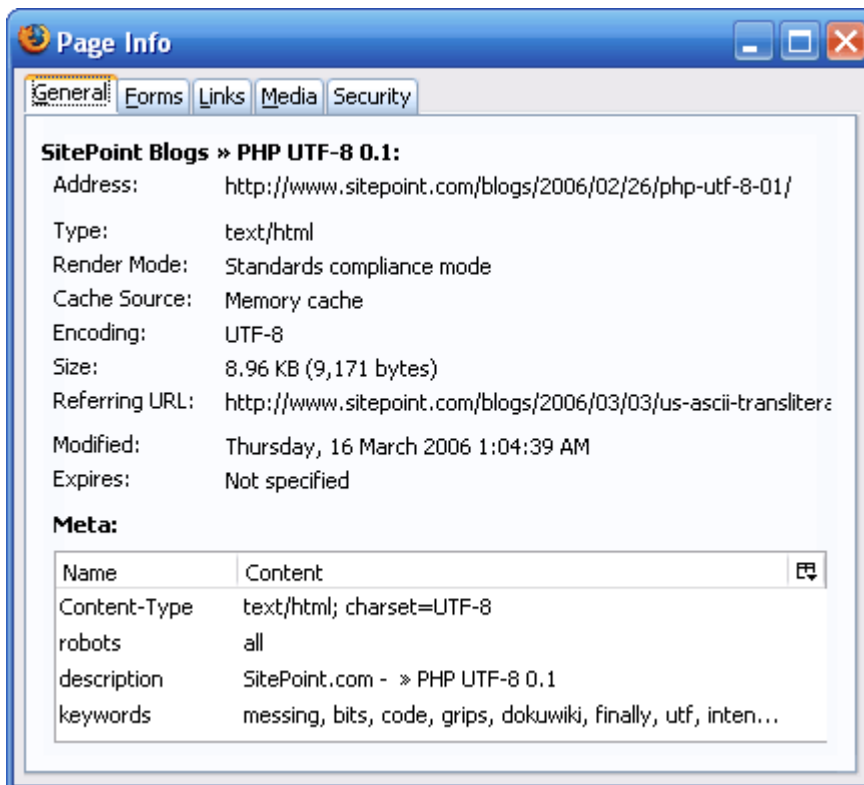 Page Info
General Forms Links Media Security
SitePoint Blogs » PHP UTF-8 0.1:
Address: http://www.sitepoint.com/blogs/2006/02/26/php-utf-8-01/
Type: text/html
Render Mode: Standards compliance mode
Cache Source: Memory cache
Encoding: UTF-8
Size: 8.96 KB (9,171 bytes)
Referring URL: http://www.sitepoint.com/blogs/2006/03/03/us-ascii-translitera
Modified: Thursday, 16 March 2006 1:04:39 AM
Expires: Not specified
Meta:
Name Content
Content-Type text/html; charset=UTF-8
robots all
description SitePoint.com - » PHP UTF-8 0.1
keywords messing, bits, code, grips, dokuwiki, finally, utf, inten...